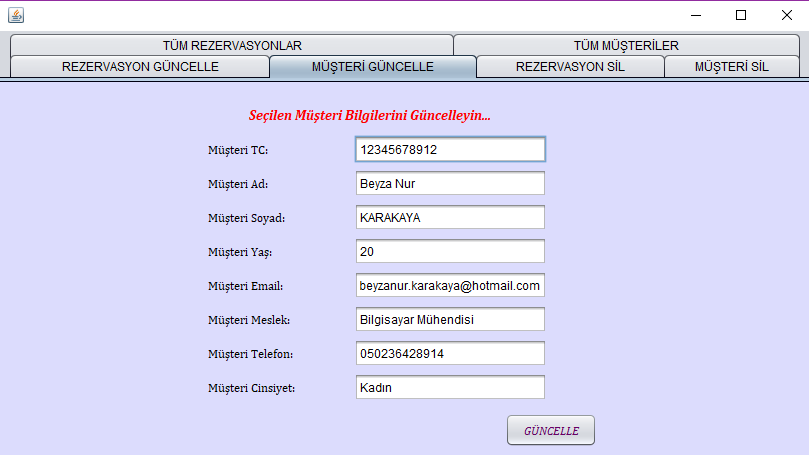 TÜM REZERVASYONLAR TÜM MÜŞTERİLER
REZERVASYON GÜNCELLE MÜŞTERİ GÜNCELLE REZERVASYON SİL MÜŞTERİ SİL
Seçilen Müşteri Bilgilerini Güncelleyin...
Müşteri TC: 12345678912
Müşteri Ad: Beyza Nur
Müşteri Soyad: KARAKAYA
Müşteri Yaş: 20
Müşteri Email: beyzanur.karakaya@hotmail.com
Müşteri Meslek: Bilgisayar Mühendisi
Müşteri Telefon: 050236428914
Müşteri Cinsiyet: Kadın
GÜNCELLE